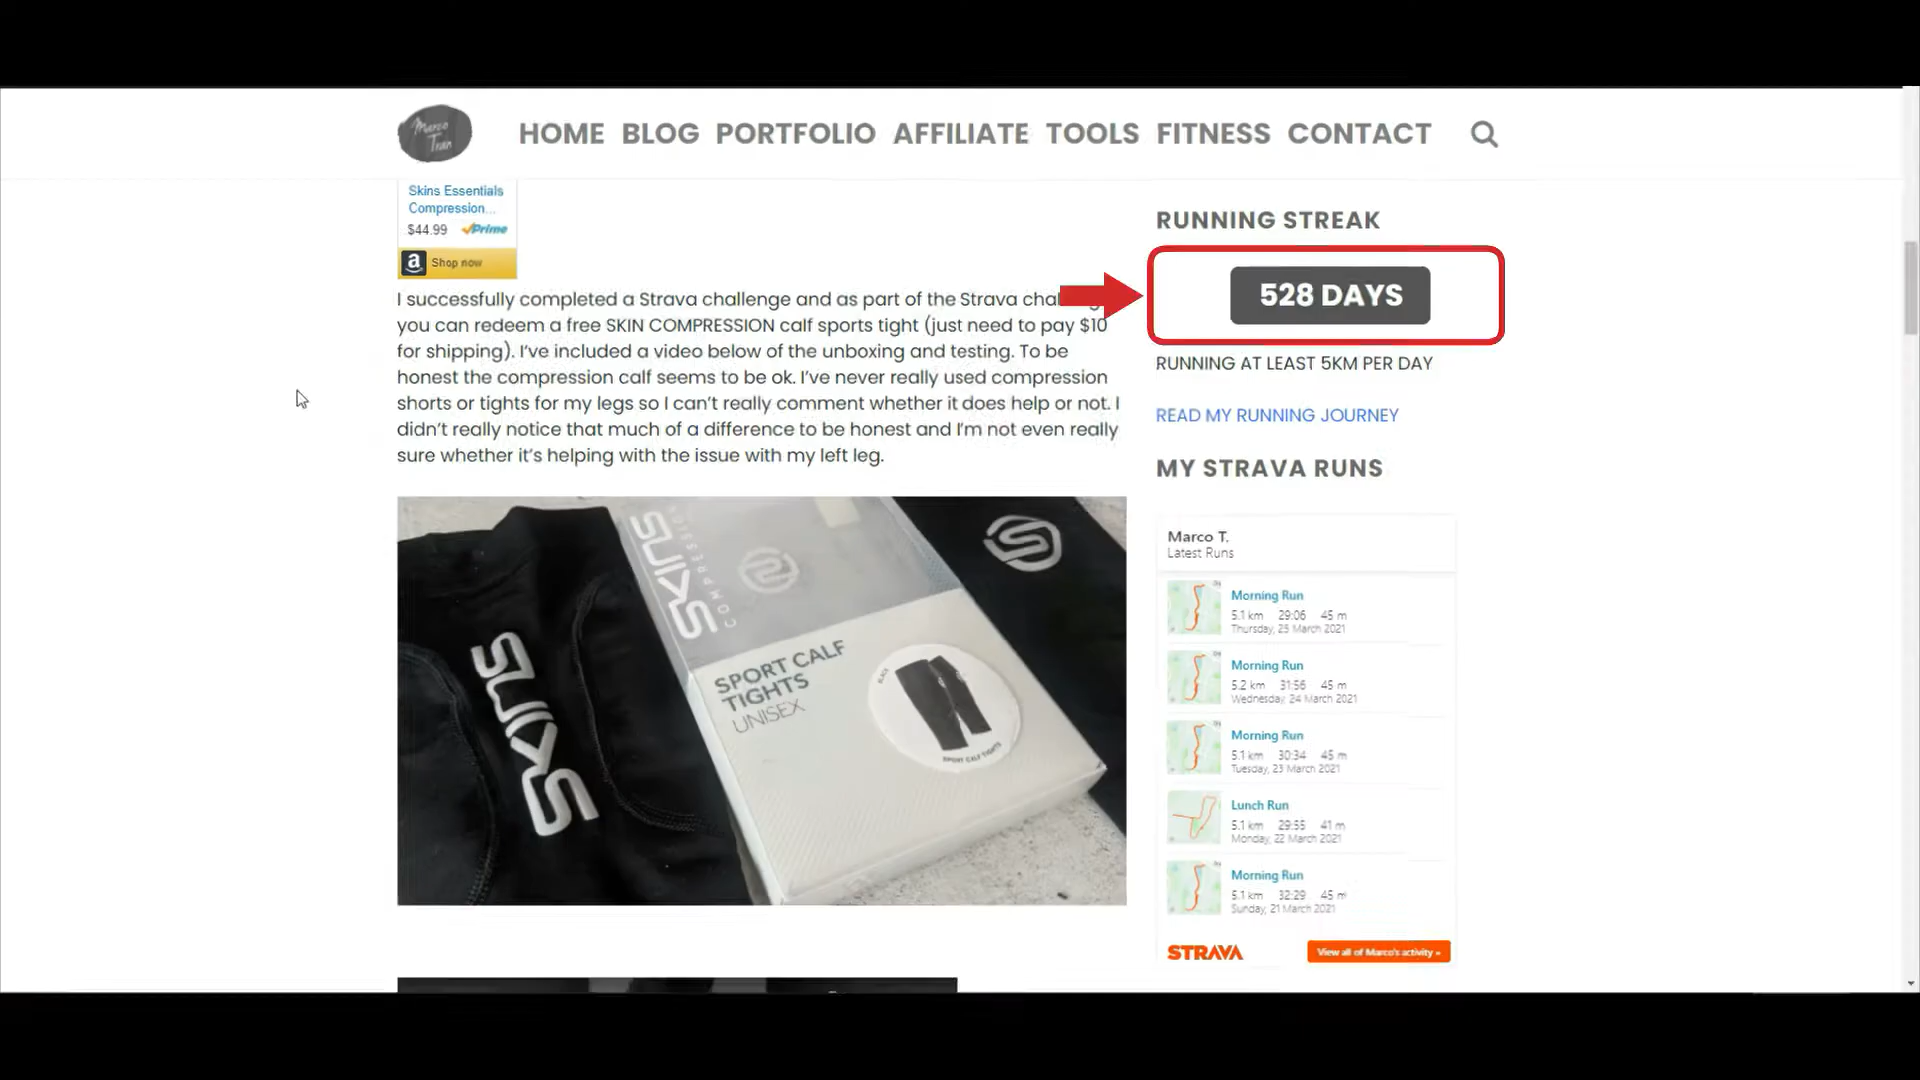 Marco
Tran
HOME BLOG PORTFOLIO AFFILIATE TOOLS FITNESS CONTACT
Skins Essentials
Compression...
$44.99 Prime
a Shop now
I successfully completed a Strava challenge and as part of the Strava
you can redeem a free SKIN COMPRESSION calf sports tight (just need to pay $10
for shipping). I've included a video below of the unboxing and testing. To be
honest the compression calf seems to be ok. I've never really used compression
shorts or tights for my legs so I can't really comment whether it does help or not. I
didn't really notice that much of a difference to be honest and I'm not even really
sure whether it's helping with the issue with my left leg.
SKINS
SKINS
COMPRESSION
SPORT CALF
TIGHTS
UNISEX
BLACK
SPORT CALF TIGHTS
RUNNING STREAK
528 DAYS
RUNNING AT LEAST 5KM PER DAY
READ MY RUNNING JOURNEY
MY STRAVA RUNS
Marco T.
Latest Runs
Morning Run
5.1 km 29:06 45 m
Thursday, 25 March 2021
Morning Run
5.2 km 31:56 45 m
Wednesday, 24 March 2021
Morning Run
5.1 km 30:34 45 m
Tuesday, 23 March 2021
Lunch Run
5.1 km 29:55 41 m
Monday, 22 March 2021
Morning Run
5.1 km 32:29 45 m
Sunday, 21 March 2021
STRAVA
View all of Marco's activity »